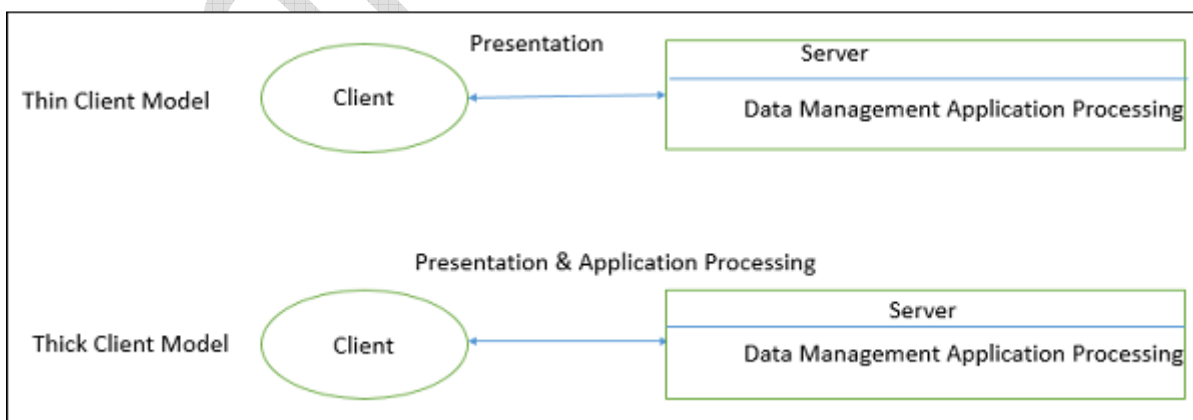 Presentation
Server
Thin Client Model
Client
Data Management Application Processing
Presentation & Application Processing
Server
Thick Client Model
Client
Data Management Application Processing